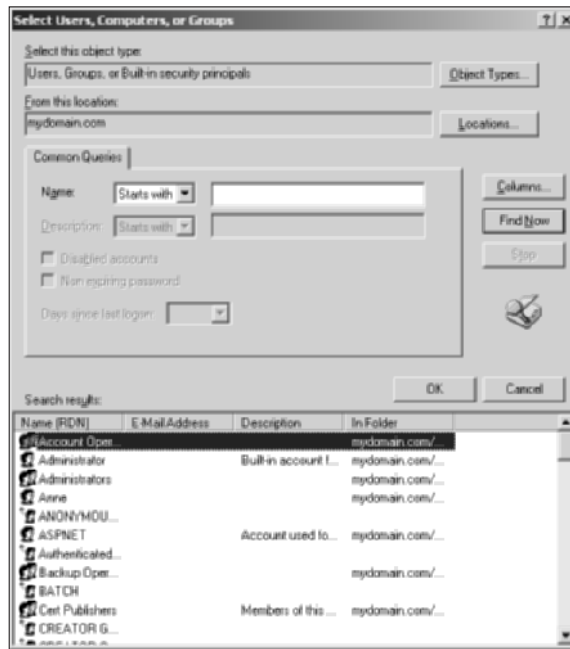 Select Users, Computers, or Groups
Select this object type:
Users, Groups, or Built-in security principals
Object Types...
From this location:
mydomain.com
Locations...
Common Queries
Name: Starts with
Description: Starts with
Disabled accounts
Non expiring password
Days since last logon:
Columns...
Find Now
Stop
OK
Cancel
Search results:
Name (RDN) E-Mail Address Description In Folder
Account Oper... mydomain.com/...
Administrator Built-in account f... mydomain.com/...
Administrators mydomain.com/...
Anne mydomain.com/...
ANONYMOU...
ASPNET Account used fo... mydomain.com/...
Authenticated...
Backup Oper... mydomain.com/...
BATCH
Cert Publishers Members of this ... mydomain.com/...
CREATOR G...